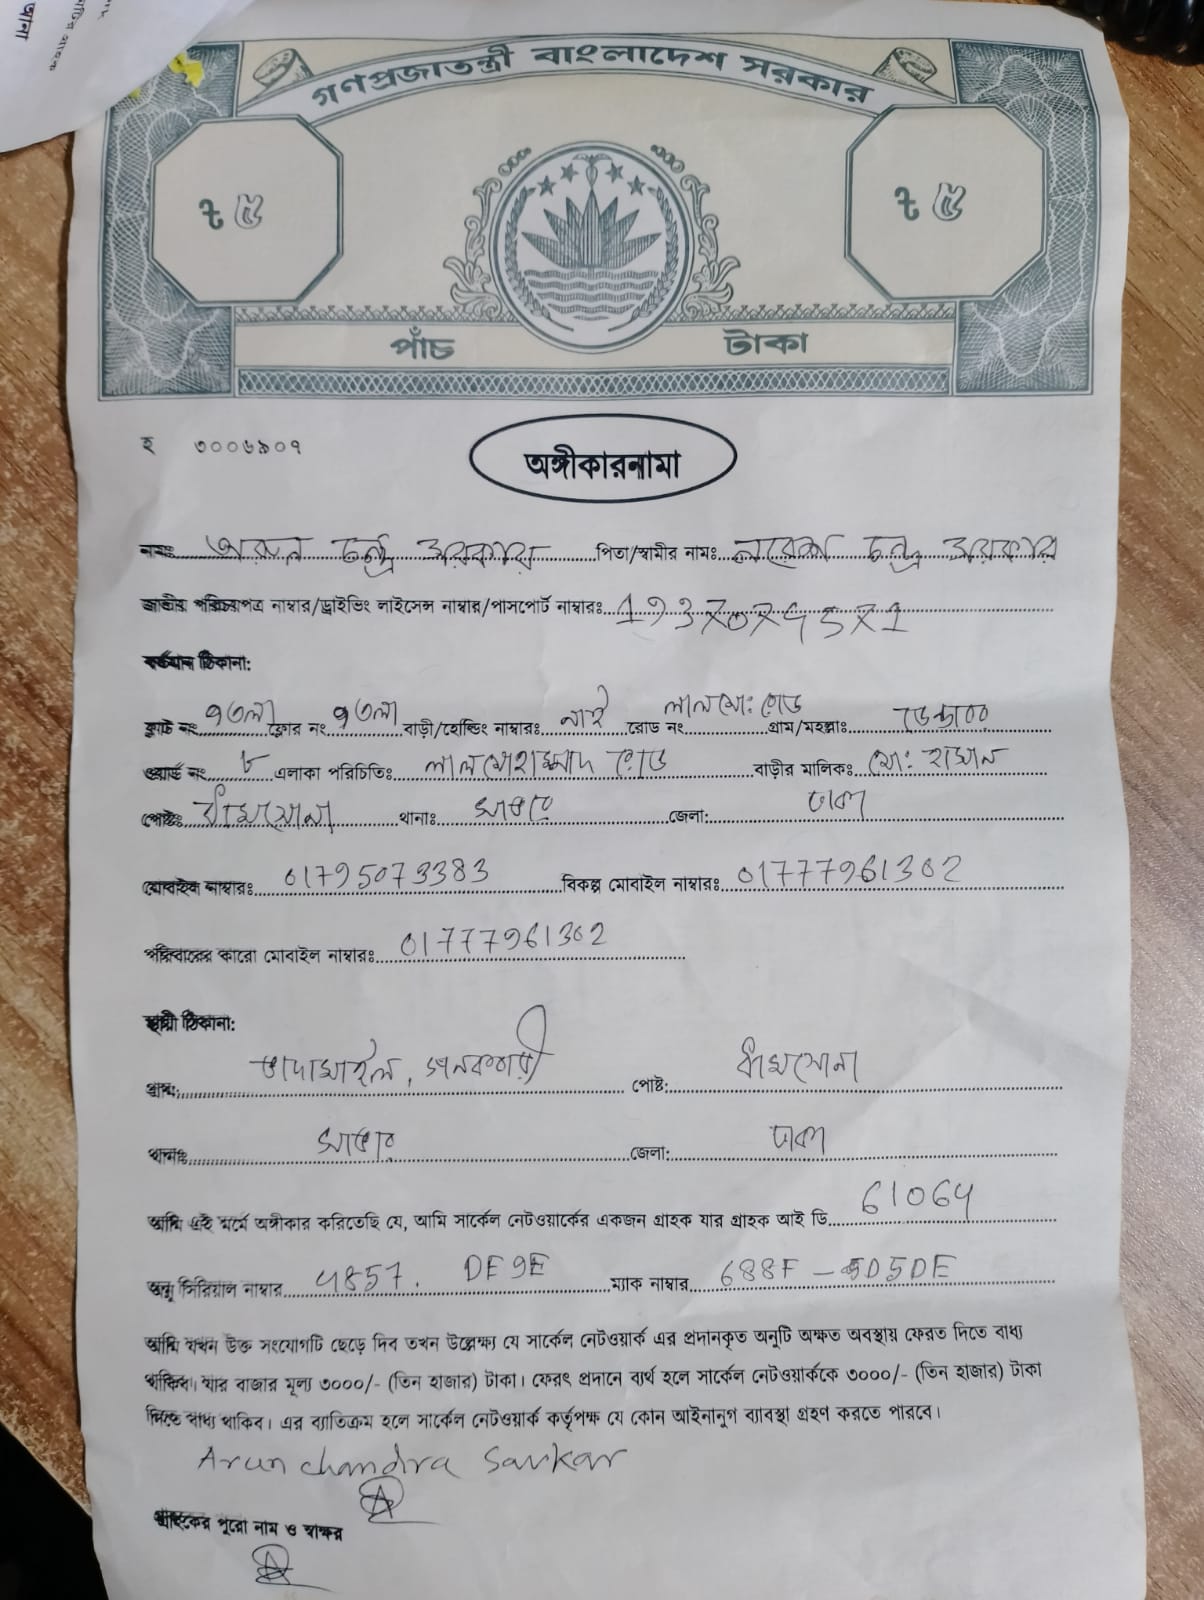 গণপ্রজাতন্ত্রী বাংলাদেশ সরকার
৳ ৫ ৳ ৫
পাঁচ টাকা
হ ৩০০৬৯০৭
অঙ্গীকারনামা
নামঃ অরুন চন্দ্র সরকার পিতা/স্বামীর নামঃ নরেশ চন্দ্র সরকার
জাতীয় পরিচয়পত্র নাম্বার/ড্রাইভিং লাইসেন্স নাম্বার/পাসপোর্ট নাম্বারঃ
বর্তমান ঠিকানা:
ফ্লাট নং ৭তলা ফ্লোর নং ৭তলা বাড়ী/হোল্ডিং নাম্বারঃ নাই রোড নং লাল মো: রোড গ্রাম/মহল্লাঃ
ওয়ার্ড নং ৮ এলাকা পরিচিতিঃ লাল মোহাম্মাদ রোড বাড়ীর মালিকঃ মো: হাসান
পোষ্টঃ ধামসোনা থানাঃ সাভার জেলা: ঢাকা
মোবাইল নাম্বারঃ 01795073383 বিকল্প মোবাইল নাম্বারঃ 01777961302
পরিবারের কারো মোবাইল নাম্বারঃ 01777961302
স্থায়ী ঠিকানা:
গ্রাম: ভাদাইল, পোষ্ট: ধামসোনা
থানাঃ সাভার জেলা: ঢাকা
আমি এই মর্মে অঙ্গীকার করিতেছি যে, আমি সার্কেল নেটওয়ার্কের একজন গ্রাহক যার গ্রাহক আই ডি 61064
অনু সিরিয়াল নাম্বার 4857. DE9E ম্যাক নাম্বার 688F - 5D5DE
আমি যখন উক্ত সংযোগটি ছেড়ে দিব তখন উল্লেক্ষ্য যে সার্কেল নেটওয়ার্ক এর প্রদানকৃত অনুটি অক্ষত অবস্থায় ফেরত দিতে বাধ্য
থাকিব। যার বাজার মূল্য ৩০০০/- (তিন হাজার) টাকা। ফেরৎ প্রদানে ব্যর্থ হলে সার্কেল নেটওয়ার্ককে ৩০০০/- (তিন হাজার) টাকা
দিতে বাধ্য থাকিব। এর ব্যাতিক্রম হলে সার্কেল নেটওয়ার্ক কর্তৃপক্ষ যে কোন আইনানুগ ব্যাবস্থা গ্রহণ করতে পারবে।
Arun chandra Sarkar
গ্রাহকের পুরো নাম ও স্বাক্ষর